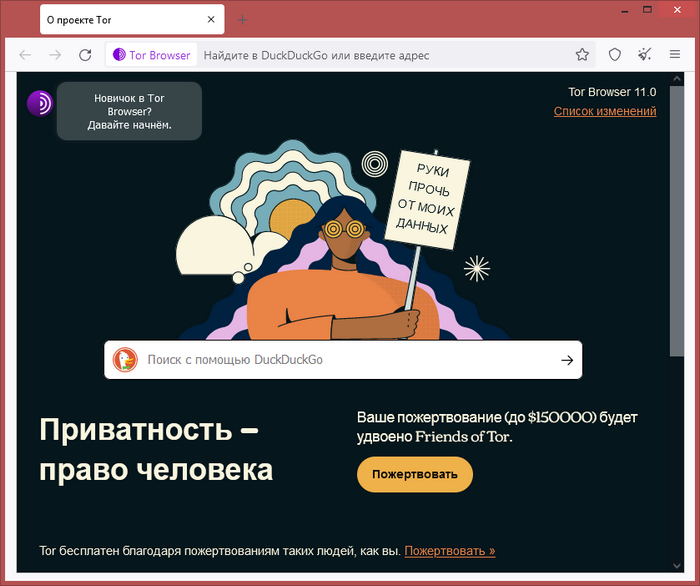 О проекте Tor
Tor Browser
Найдите в DuckDuckGo или введите адрес
Новичок в Tor
Browser?
Давайте начнём.
Tor Browser 11.0
Список изменений
РУКИ
ПРОЧЬ
ОТ МОИХ
ДАННЫХ
Поиск с помощью DuckDuckGo
Приватность –
право человека
Ваше пожертвование (до $150000) будет
удвоено Friends of Tor.
Пожертвовать
Tor бесплатен благодаря пожертвованиям таких людей, как вы. Пожертвовать »